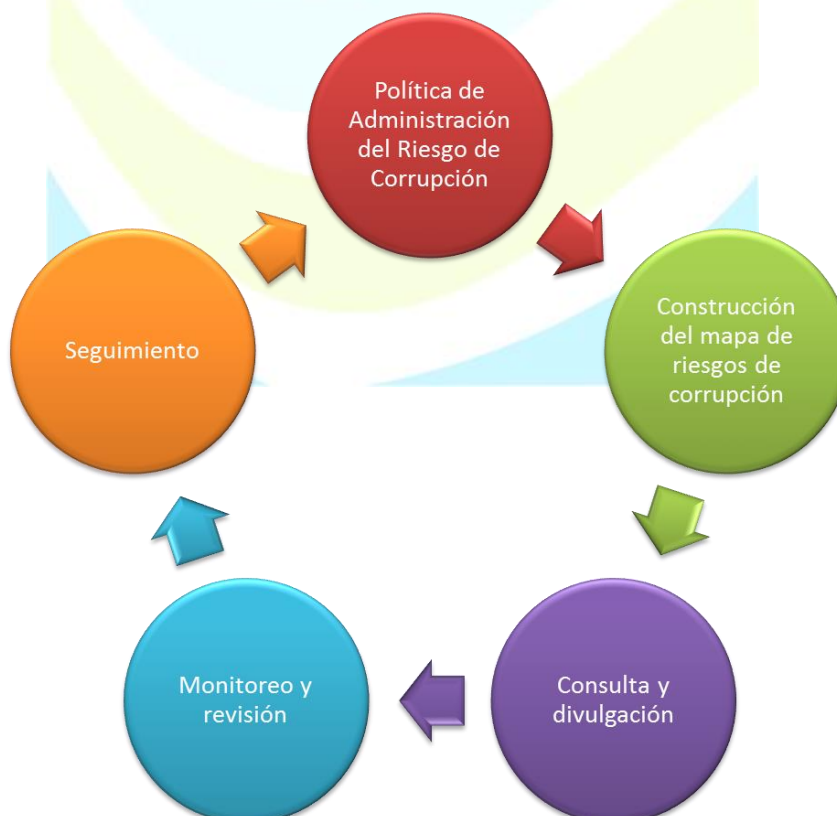 Política de
Administración
del Riesgo de
Corrupción
Construcción
del mapa de
riesgos de
corrupción
Consulta y
divulgación
Monitoreo y
revisión
Seguimiento